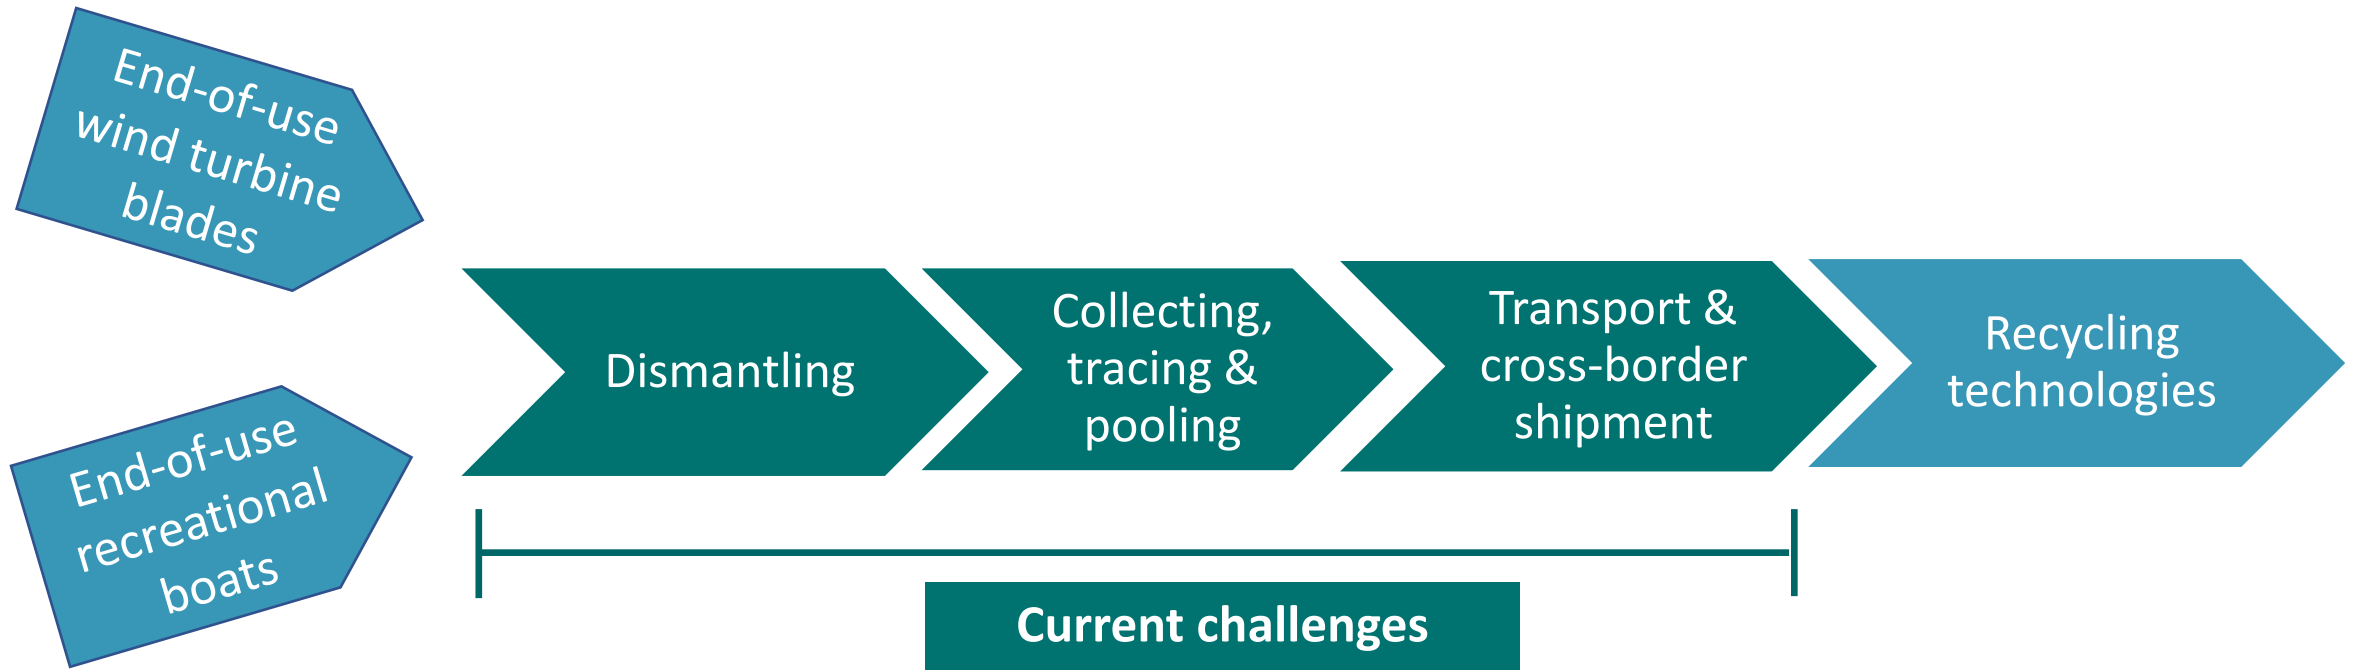 End-of-use
wind turbine
blades
End-of-use
recreational
boats
Dismantling
Collecting,
tracing &
pooling
Transport &
cross-border
shipment
Recycling
technologies
Current challenges